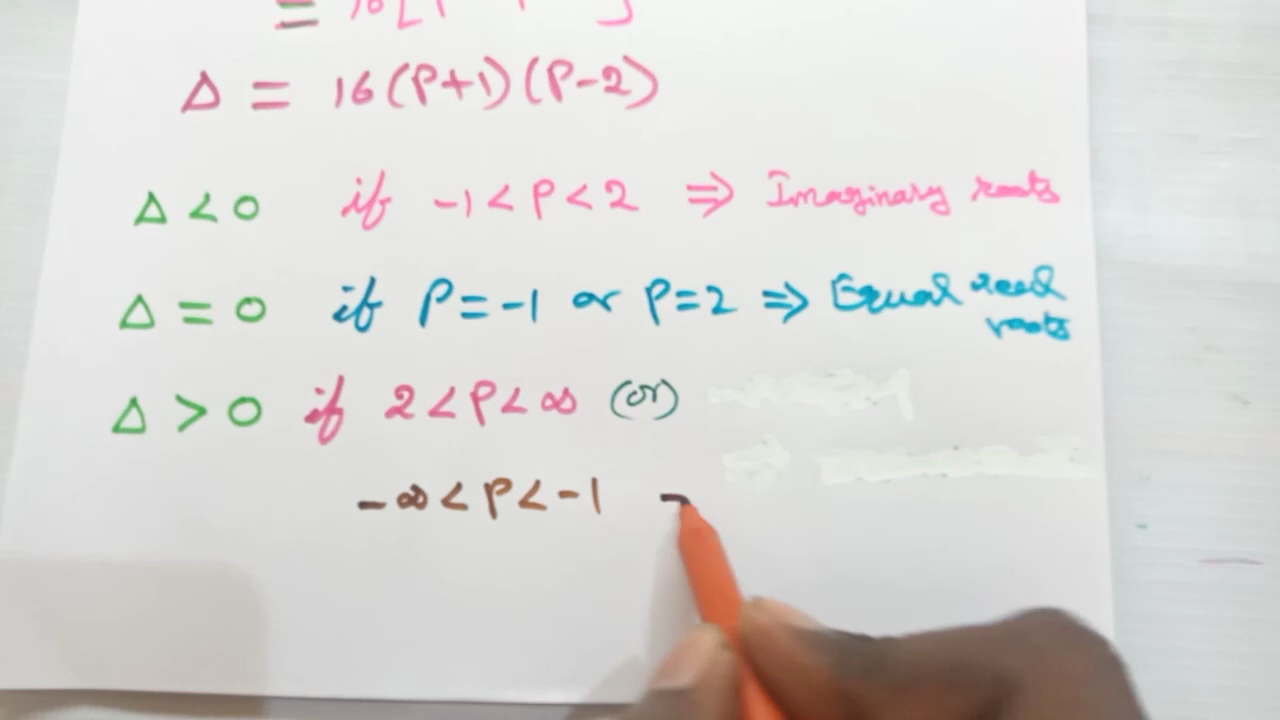 Δ = 16(P+1)(P-2)
Δ < 0 if -1 < P < 2 ⇒ Imaginary roots
Δ = 0 if P = -1 or P = 2 ⇒ Equal real
roots
Δ > 0 if 2 < P < ∞ (or)
-∞ < P < -1